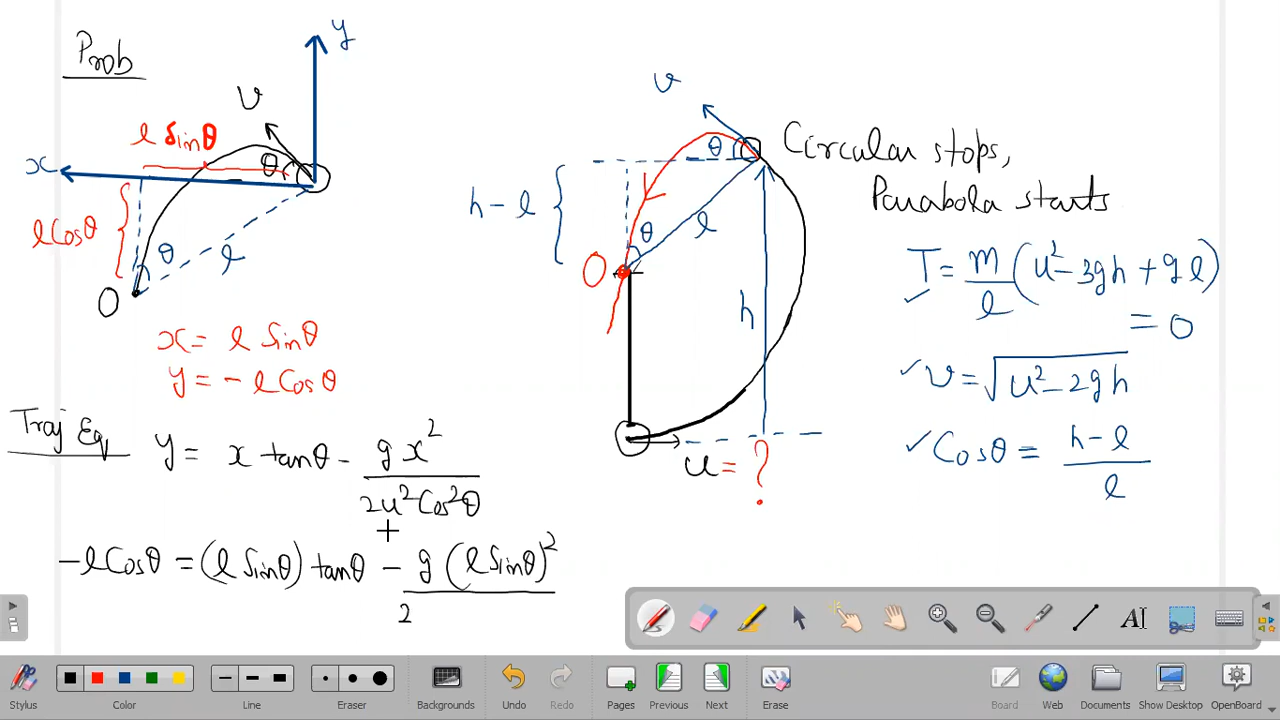 Prob
y
v
l sinθ
θ
x
l cosθ
θ
l
O
x = l sinθ
y = - l cosθ
Traj Eq
y = x tanθ - gx² / 2u²cos²θ
- l cosθ = (l sinθ) tanθ - g (l sinθ)² / 2
v
θ
h - l
θ
l
O
h
u = ?
Circular stops,
Parabola starts
T = m/l (u² - 3gh + gl)
= 0
✓ v = √(u² - 2gh)
✓ cosθ = (h - l) / l
Stylus
Color
Line
Eraser
Backgrounds
Undo
Redo
Pages
Previous
Next
Erase
Board
Web
Documents
Show Desktop
OpenBoard